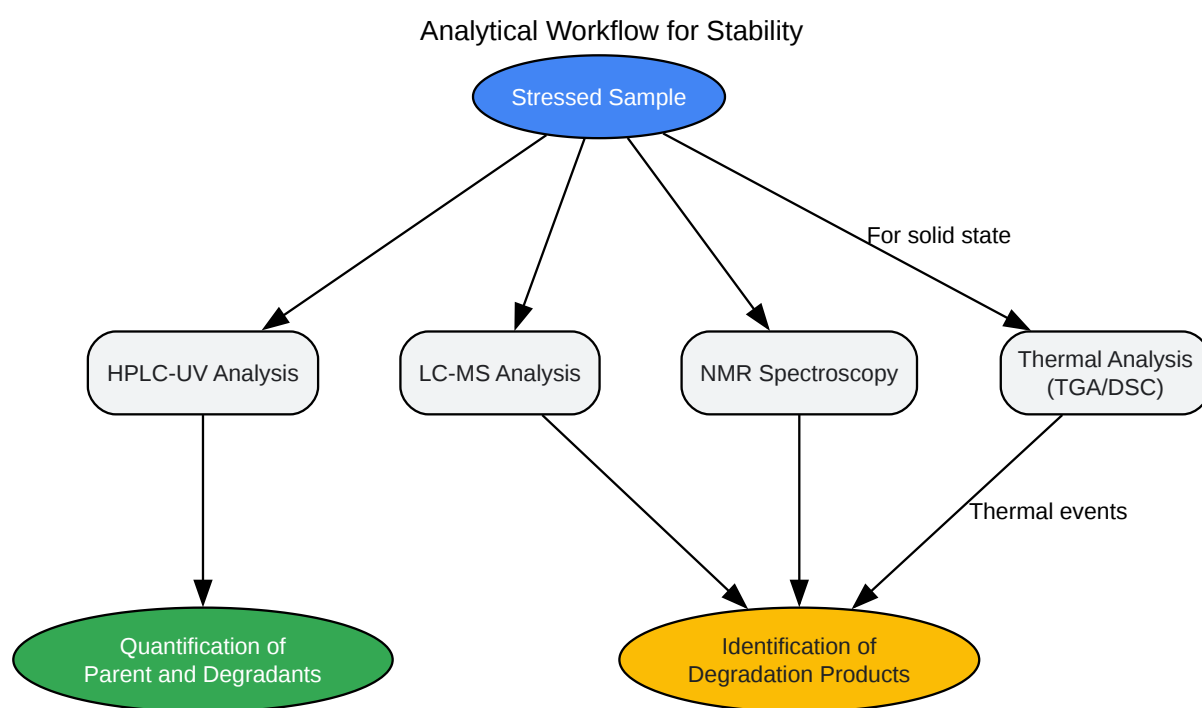 Analytical Workflow for Stability
Stressed Sample
For solid state
HPLC-UV Analysis
LC-MS Analysis
NMR Spectroscopy
Thermal Analysis
(TGA/DSC)
Thermal events
Quantification of
Parent and Degradants
Identification of
Degradation Products